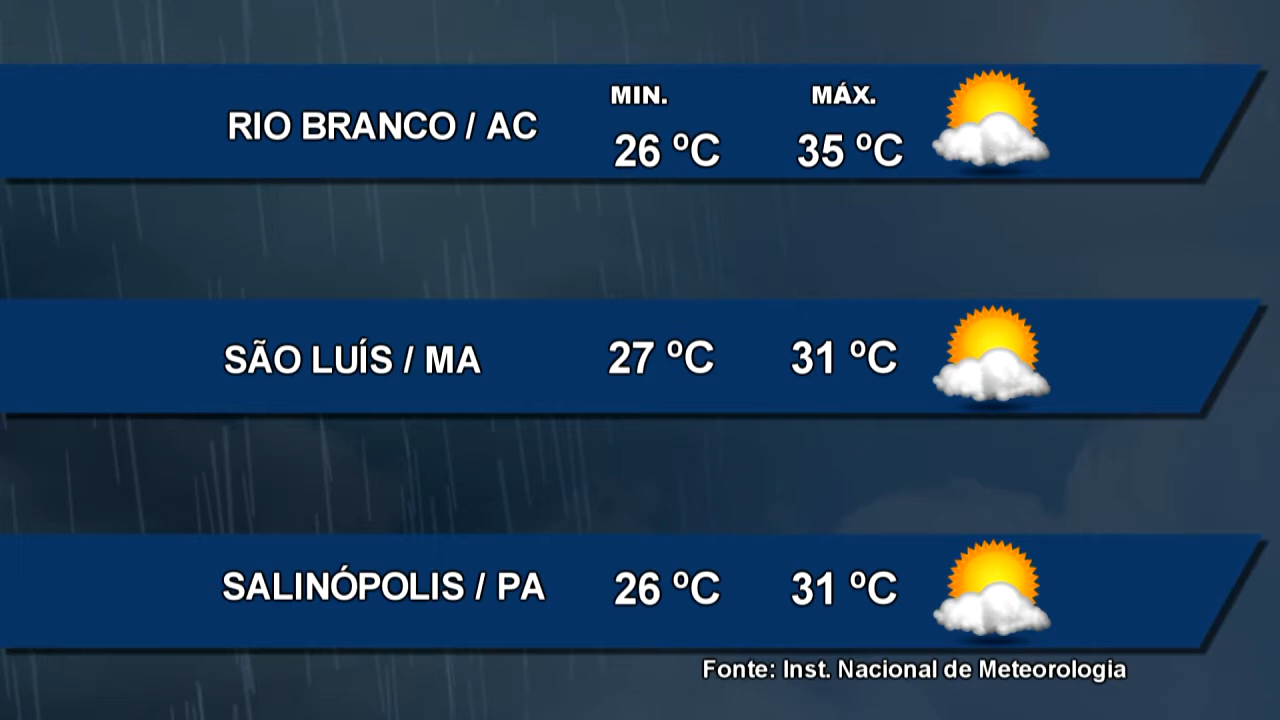 MIN. MÁX.
RIO BRANCO / AC 26 ºC 35 ºC
SÃO LUÍS / MA 27 ºC 31 ºC
SALINÓPOLIS / PA 26 ºC 31 ºC
Fonte: Inst. Nacional de Meteorologia